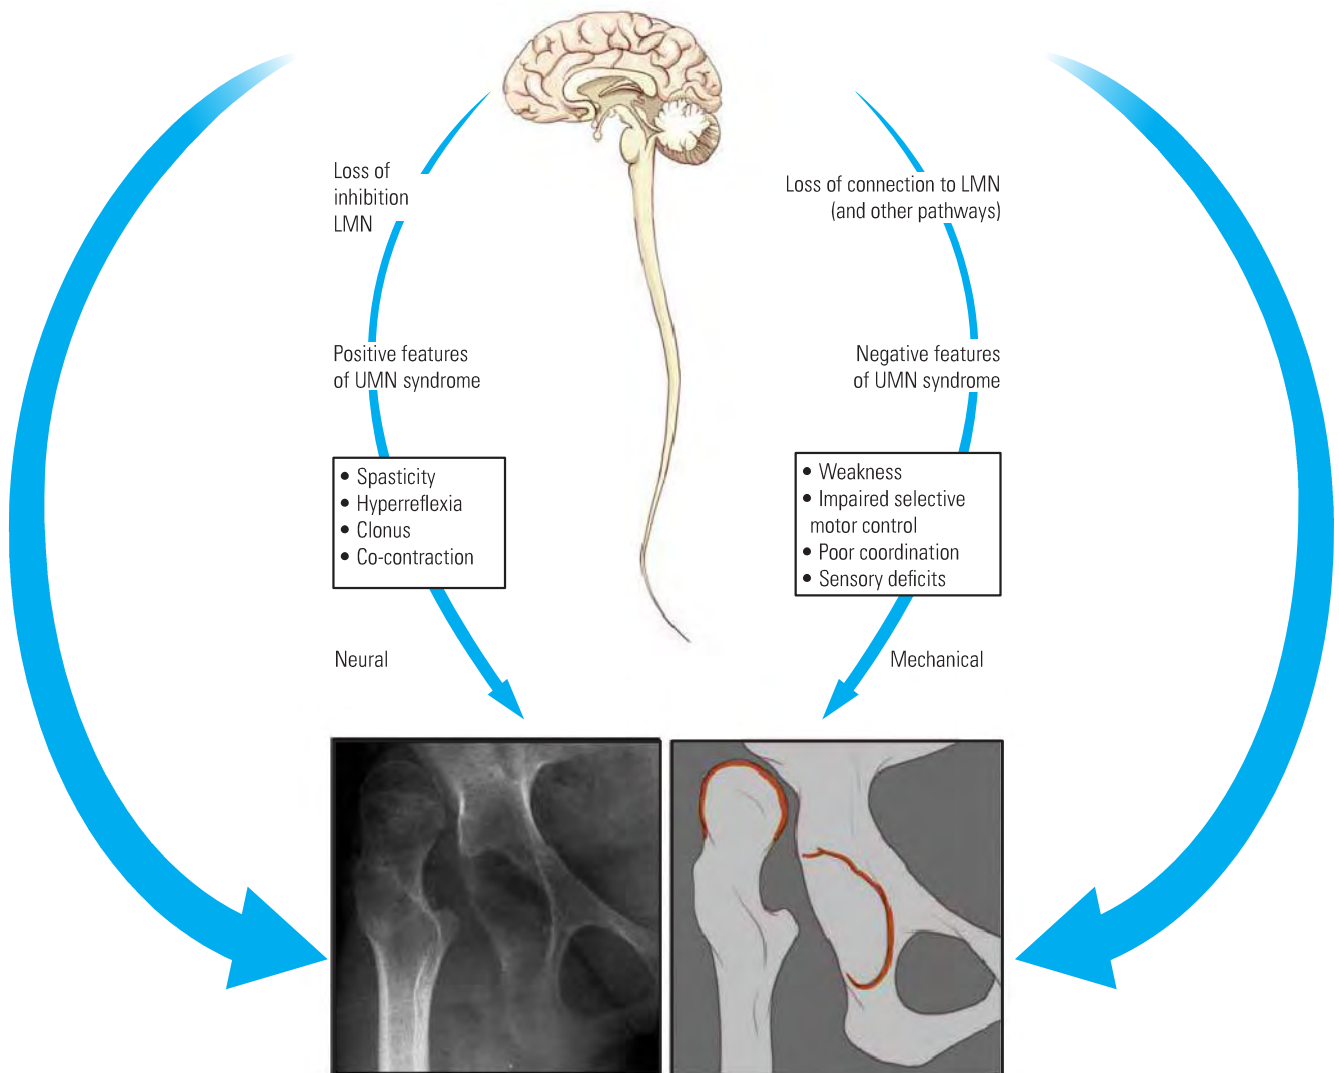 Loss of
inhibition
LMN
Loss of connection to LMN
(and other pathways)
Positive features
of UMN syndrome
Negative features
of UMN syndrome
• Spasticity
• Hyperreflexia
• Clonus
• Co-contraction
• Weakness
• Impaired selective
motor control
• Poor coordination
• Sensory deficits
Neural
Mechanical